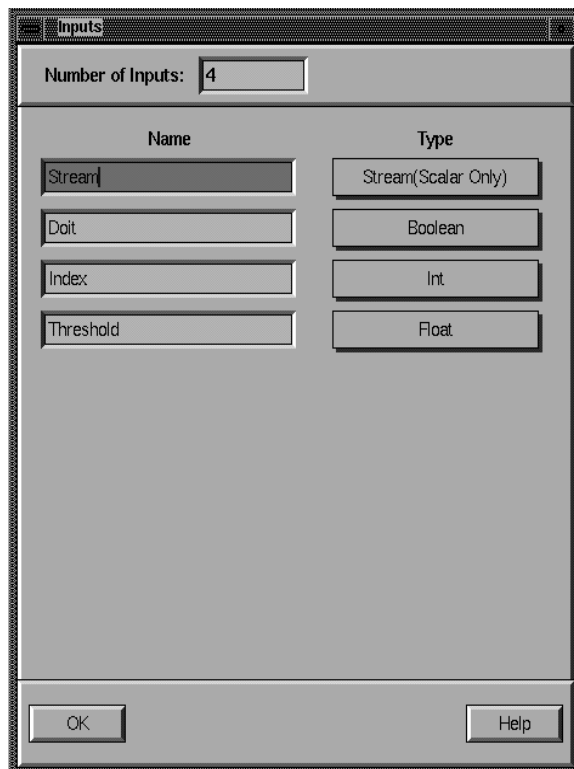 Inputs
Number of Inputs: 4
Name Type
Stream Stream(Scalar Only)
Doit Boolean
Index Int
Threshold Float
OK Help